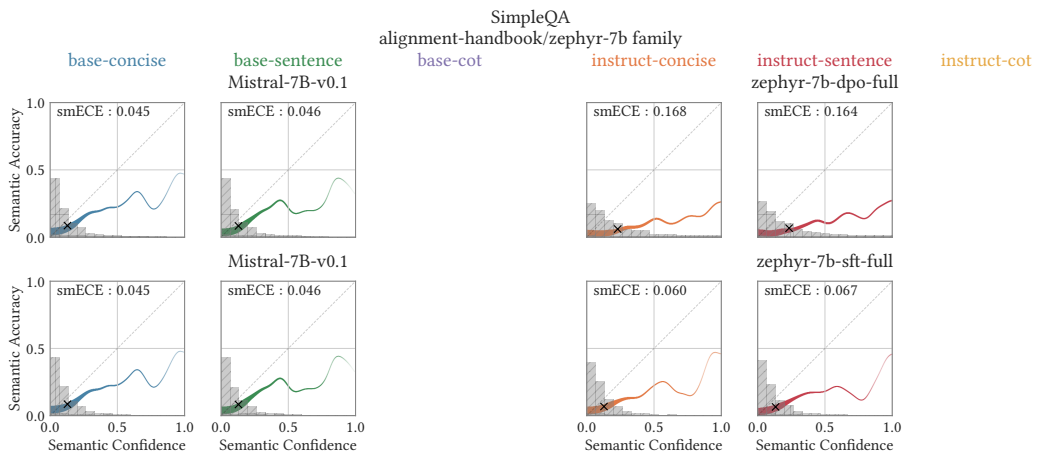 SimpleQA
alignment-handbook/zephyr-7b family
base-concise base-sentence base-cot instruct-concise instruct-sentence instruct-cot
Mistral-7B-v0.1 zephyr-7b-dpo-full
1.0
smECE : 0.045 smECE : 0.046 smECE : 0.168 smECE : 0.164
Semantic Accuracy
0.5
0.0
Mistral-7B-v0.1 zephyr-7b-sft-full
1.0
smECE : 0.045 smECE : 0.046 smECE : 0.060 smECE : 0.067
Semantic Accuracy
0.5
0.0
0.0 0.5 1.0 0.0 0.5 1.0 0.0 0.5 1.0 0.0 0.5 1.0
Semantic Confidence Semantic Confidence Semantic Confidence Semantic Confidence